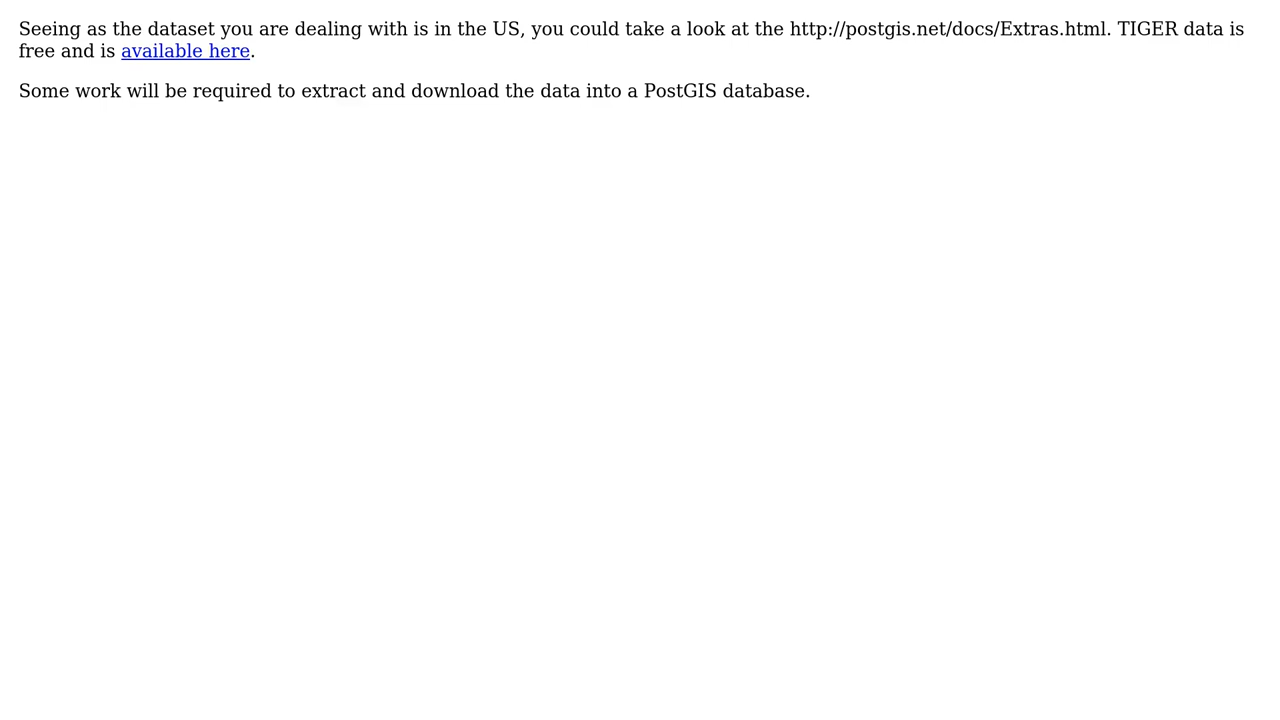 Seeing as the dataset you are dealing with is in the US, you could take a look at the http://postgis.net/docs/Extras.html. TIGER data is
free and is available here.
Some work will be required to extract and download the data into a PostGIS database.